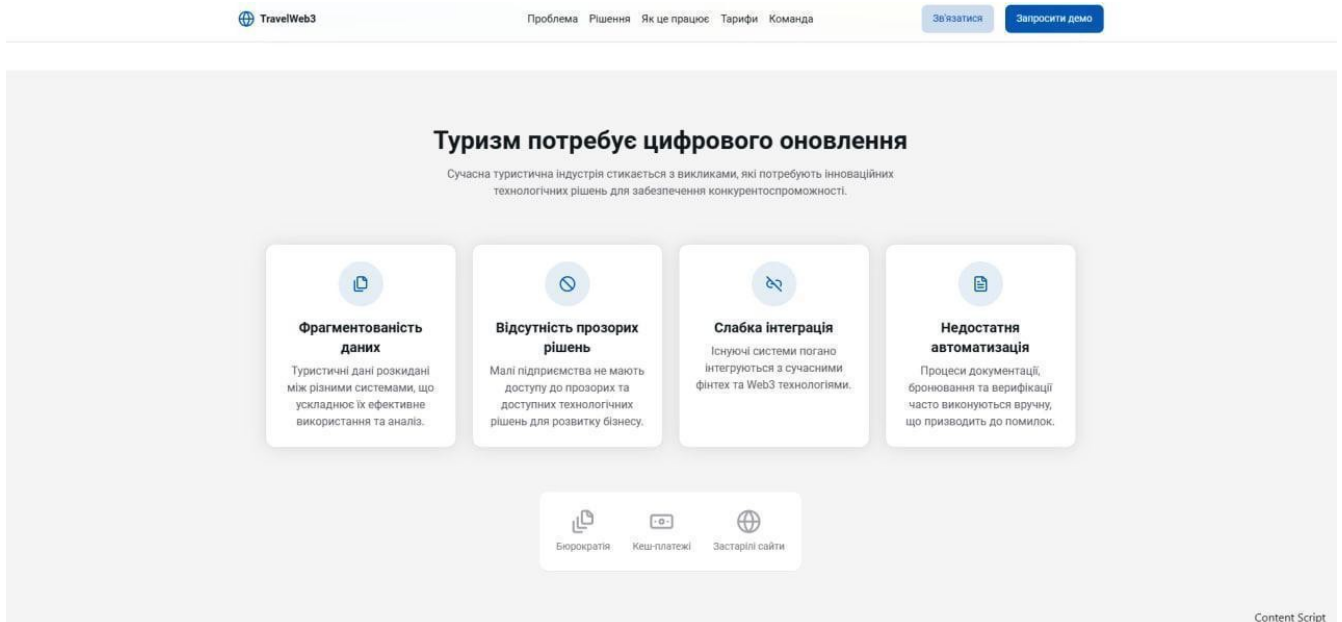 TravelWeb3
Проблема Рішення Як це працює Тарифи Команда
Зв'язатися
Запросити демо
Туризм потребує цифрового оновлення
Сучасна туристична індустрія стикається з викликами, які потребують інноваційних
технологічних рішень для забезпечення конкурентоспроможності.
Фрагментованість
даних
Туристичні дані розкидані
між різними системами, що
ускладнює їх ефективне
використання та аналіз.
Відсутність прозорих
рішень
Малі підприємства не мають
доступу до прозорих та
доступних технологічних
рішень для розвитку бізнесу.
Слабка інтеграція
Існуючі системи погано
інтегруються з сучасними
фінтех та Web3 технологіями.
Недостатня
автоматизація
Процеси документації,
бронювання та верифікації
часто виконуються вручну,
що призводить до помилок.
Бюрократія
Кеш-платежі
Застарілі сайти
Content Script